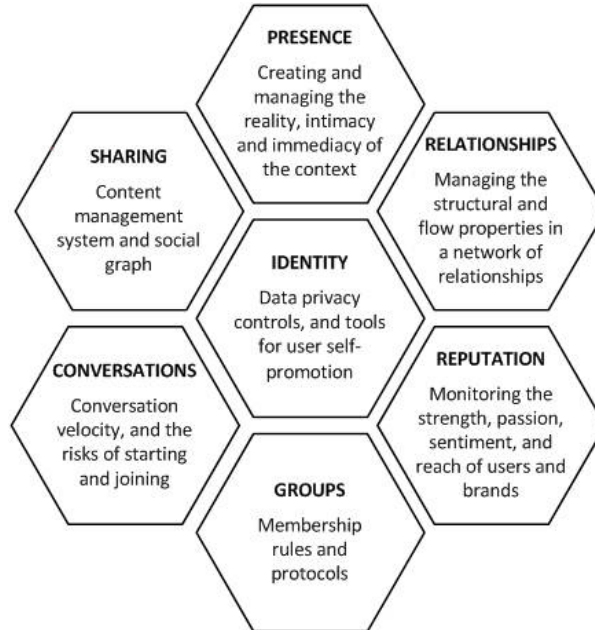 PRESENCE
Creating and
managing the
reality, intimacy
and immediacy of
the context
SHARING
Content
management
system and social
graph
RELATIONSHIPS
Managing the
structural and
flow properties in
a network of
relationships
IDENTITY
Data privacy
controls, and tools
for user self-
promotion
CONVERSATIONS
Conversation
velocity, and the
risks of starting
and joining
REPUTATION
Monitoring the
strength, passion,
sentiment, and
reach of users and
brands
GROUPS
Membership
rules and
protocols